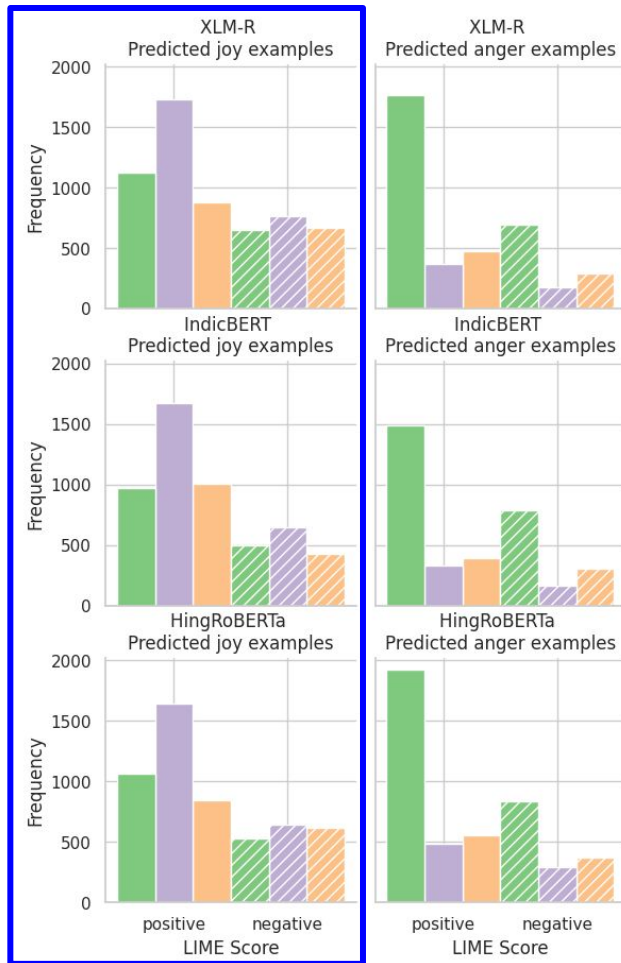 XLM-R
Predicted joy examples
XLM-R
Predicted anger examples
2000
1500
1000
500
0
Frequency
IndicBERT
Predicted joy examples
IndicBERT
Predicted anger examples
2000
1500
1000
500
0
Frequency
HingRoBERTa
Predicted joy examples
HingRoBERTa
Predicted anger examples
2000
1500
1000
500
0
Frequency
positive negative
LIME Score
positive negative
LIME Score